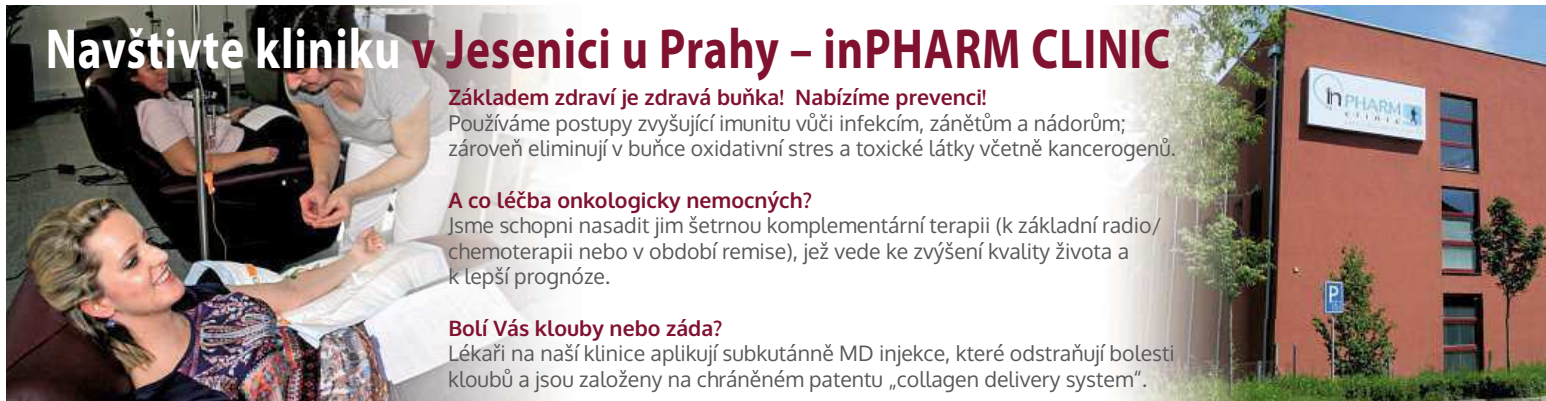 Navštivte kliniku v Jesenici u Prahy – inPHARM CLINIC
Základem zdraví je zdravá buňka! Nabízíme prevenci!
Používáme postupy zvyšující imunitu vůči infekcím, zánětům a nádorům;
zároveň eliminují v buňce oxidativní stres a toxické látky včetně kancerogenů.
A co léčba onkologicky nemocných?
Jsme schopni nasadit jim šetrnou komplementární terapii (k základní radio/
chemoterapii nebo v období remise), jež vede ke zvýšení kvality života a
k lepší prognóze.
Bolí Vás klouby nebo záda?
Lékaři na naší klinice aplikují subkutánně MD injekce, které odstraňují bolesti
kloubů a jsou založeny na chráněném patentu „collagen delivery system“.
inPHARM
CLINIC
P